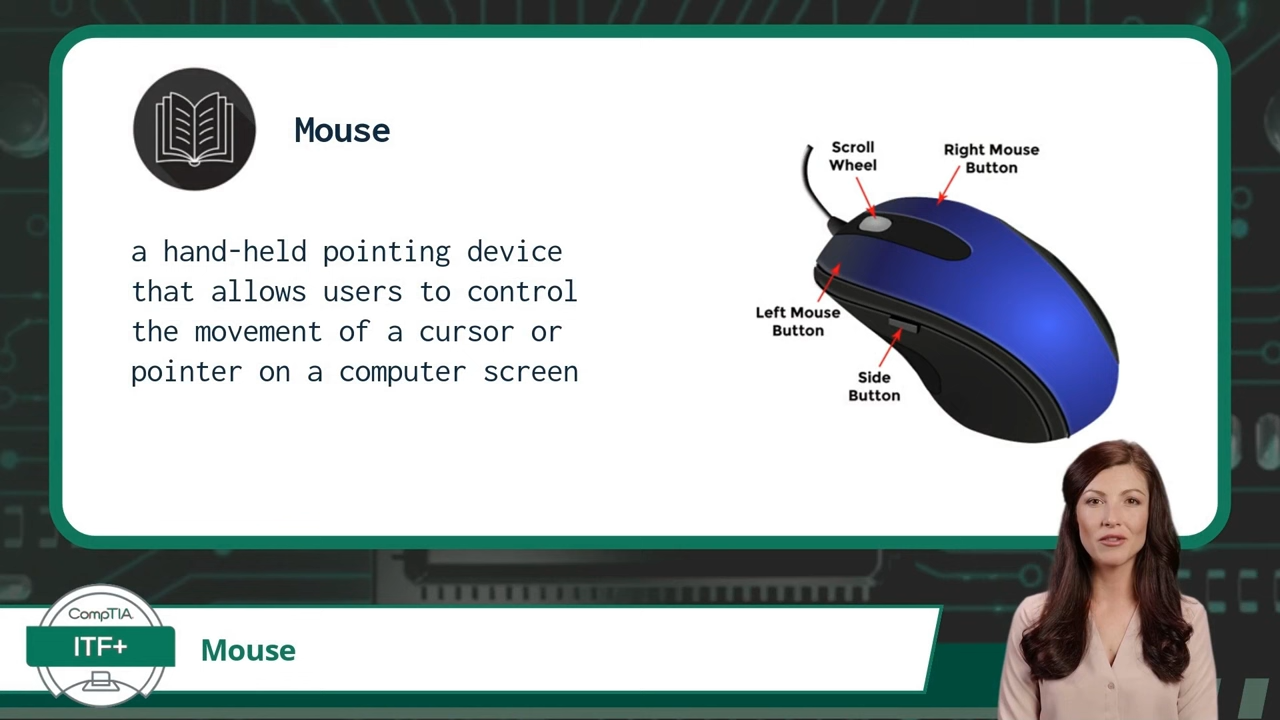 Mouse
a hand-held pointing device
that allows users to control
the movement of a cursor or
pointer on a computer screen
Scroll
Wheel
Right Mouse
Button
Left Mouse
Button
Side
Button
CompTIA.
ITF+
Mouse